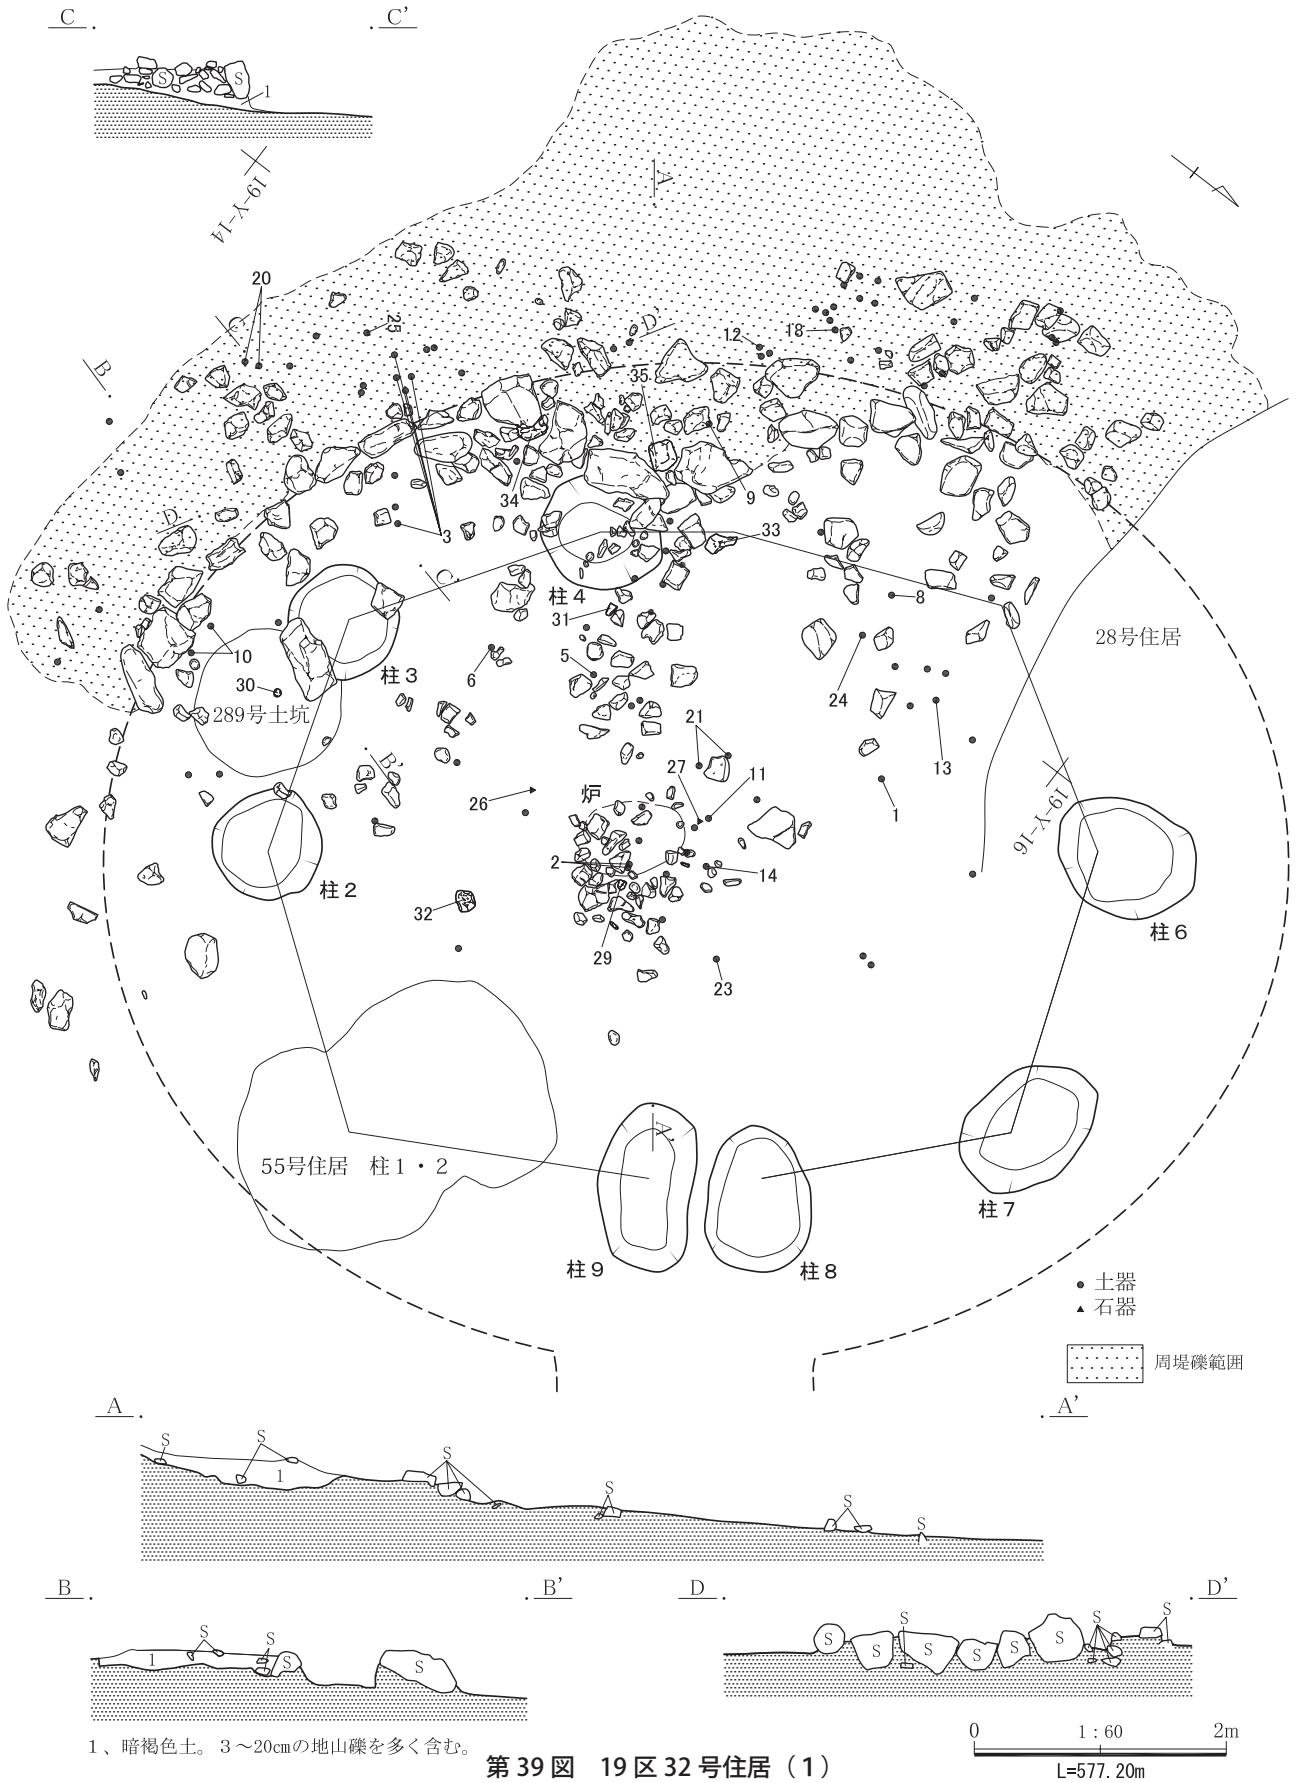 C C'
S S
1
19-Y-14
A
20
C
25
D'
12
18
B
35
34
9
D
3
33
C'
柱4
31
8
28号住居
10
柱3
6
5
24
30
289号土坑
21
B'
27
11
13
26
炉
1
19-Y-16
2
14
柱2
32
柱6
29
23
A'
55号住居 柱1・2
柱7
柱9
柱8
土器
石器
周堤礫範囲
A A'
S S
1
S
S
S
S
B B'
S S
1
S S
D D'
S S
S S S S S S S
1、暗褐色土。3~20㎝の地山礫を多く含む。
0 1:60 2m
L=577.20m
第39図 19区32号住居(1)